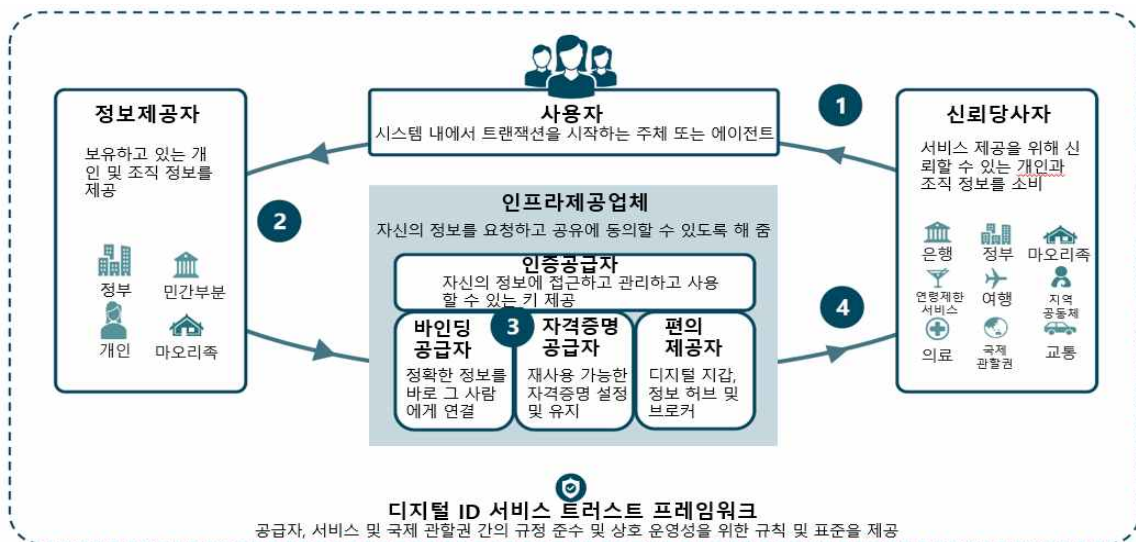 사용자
시스템 내에서 트랜잭션을 시작하는 주체 또는 에이전트
1
정보제공자
보유하고 있는 개
인 및 조직 정보를
제공
정부
민간부분
개인
마오리족
2
인프라제공업체
자신의 정보를 요청하고 공유에 동의할 수 있도록 해 줌
인증공급자
자신의 정보에 접근하고 관리하고 사용
할 수 있는 키 제공
3
바인딩
공급자
정확한 정보를
바로 그 사람
에게 연결
자격증명
공급자
재사용 가능한
자격증명 설정
및 유지
편의
제공자
디지털 지갑,
정보 허브 및
브로커
4
신뢰당사자
서비스 제공을 위해 신
뢰할 수 있는 개인과
조직 정보를 소비
은행
정부
마오리족
연령제한
서비스
여행
지역
공동체
의료
국제
관할권
교통
디지털 ID 서비스 트러스트 프레임워크
공급자, 서비스 및 국제 관할권 간의 규정 준수 및 상호 운영성을 위한 규칙 및 표준을 제공